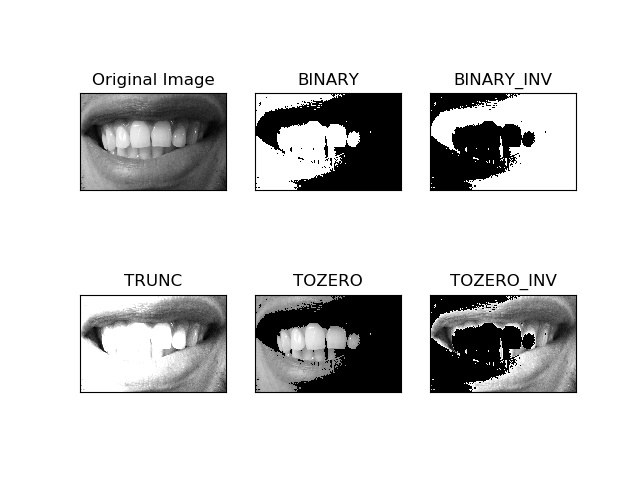 Original Image
BINARY
BINARY_INV
TRUNC
TOZERO
TOZERO_INV